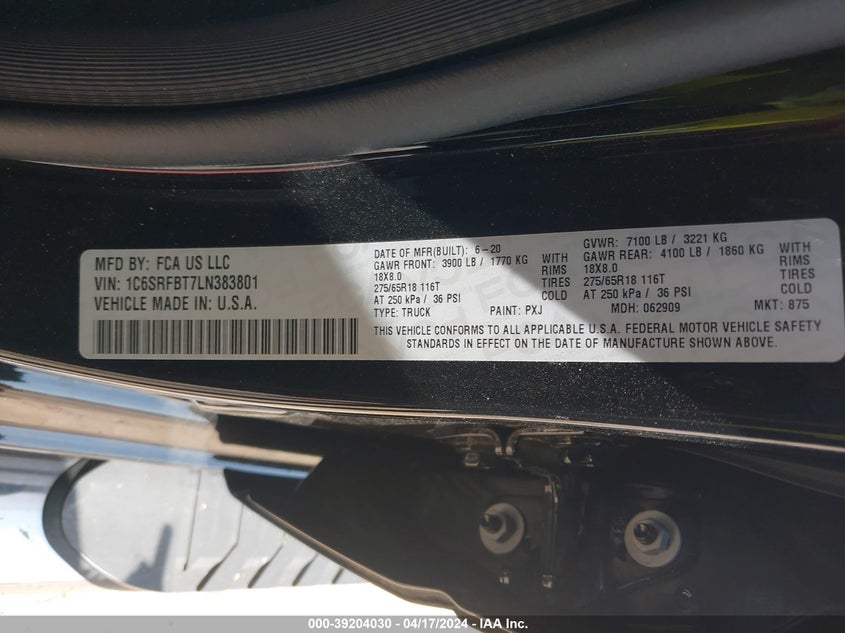 MFD BY: FCA US LLC
VIN: 1C6SRFBT7LN383801
VEHICLE MADE IN: U.S.A.
DATE OF MFR(BUILT): 6-20
GAWR FRONT: 3900 LB / 1770 KG WITH
18X8.0 RIMS
275/65R18 116T TIRES
AT 250 kPa / 36 PSI COLD
TYPE: TRUCK PAINT: PXJ
GVWR: 7100 LB / 3221 KG
GAWR REAR: 4100 LB / 1860 KG WITH
18X8.0 RIMS
275/65R18 116T TIRES
AT 250 kPa / 36 PSI COLD
MDH: 062909 MKT: 875
THIS VEHICLE CONFORMS TO ALL APPLICABLE U.S.A. FEDERAL MOTOR VEHICLE SAFETY
STANDARDS IN EFFECT ON THE DATE OF MANUFACTURE SHOWN ABOVE.
000-39204030 - 04/17/2024 - IAA Inc.